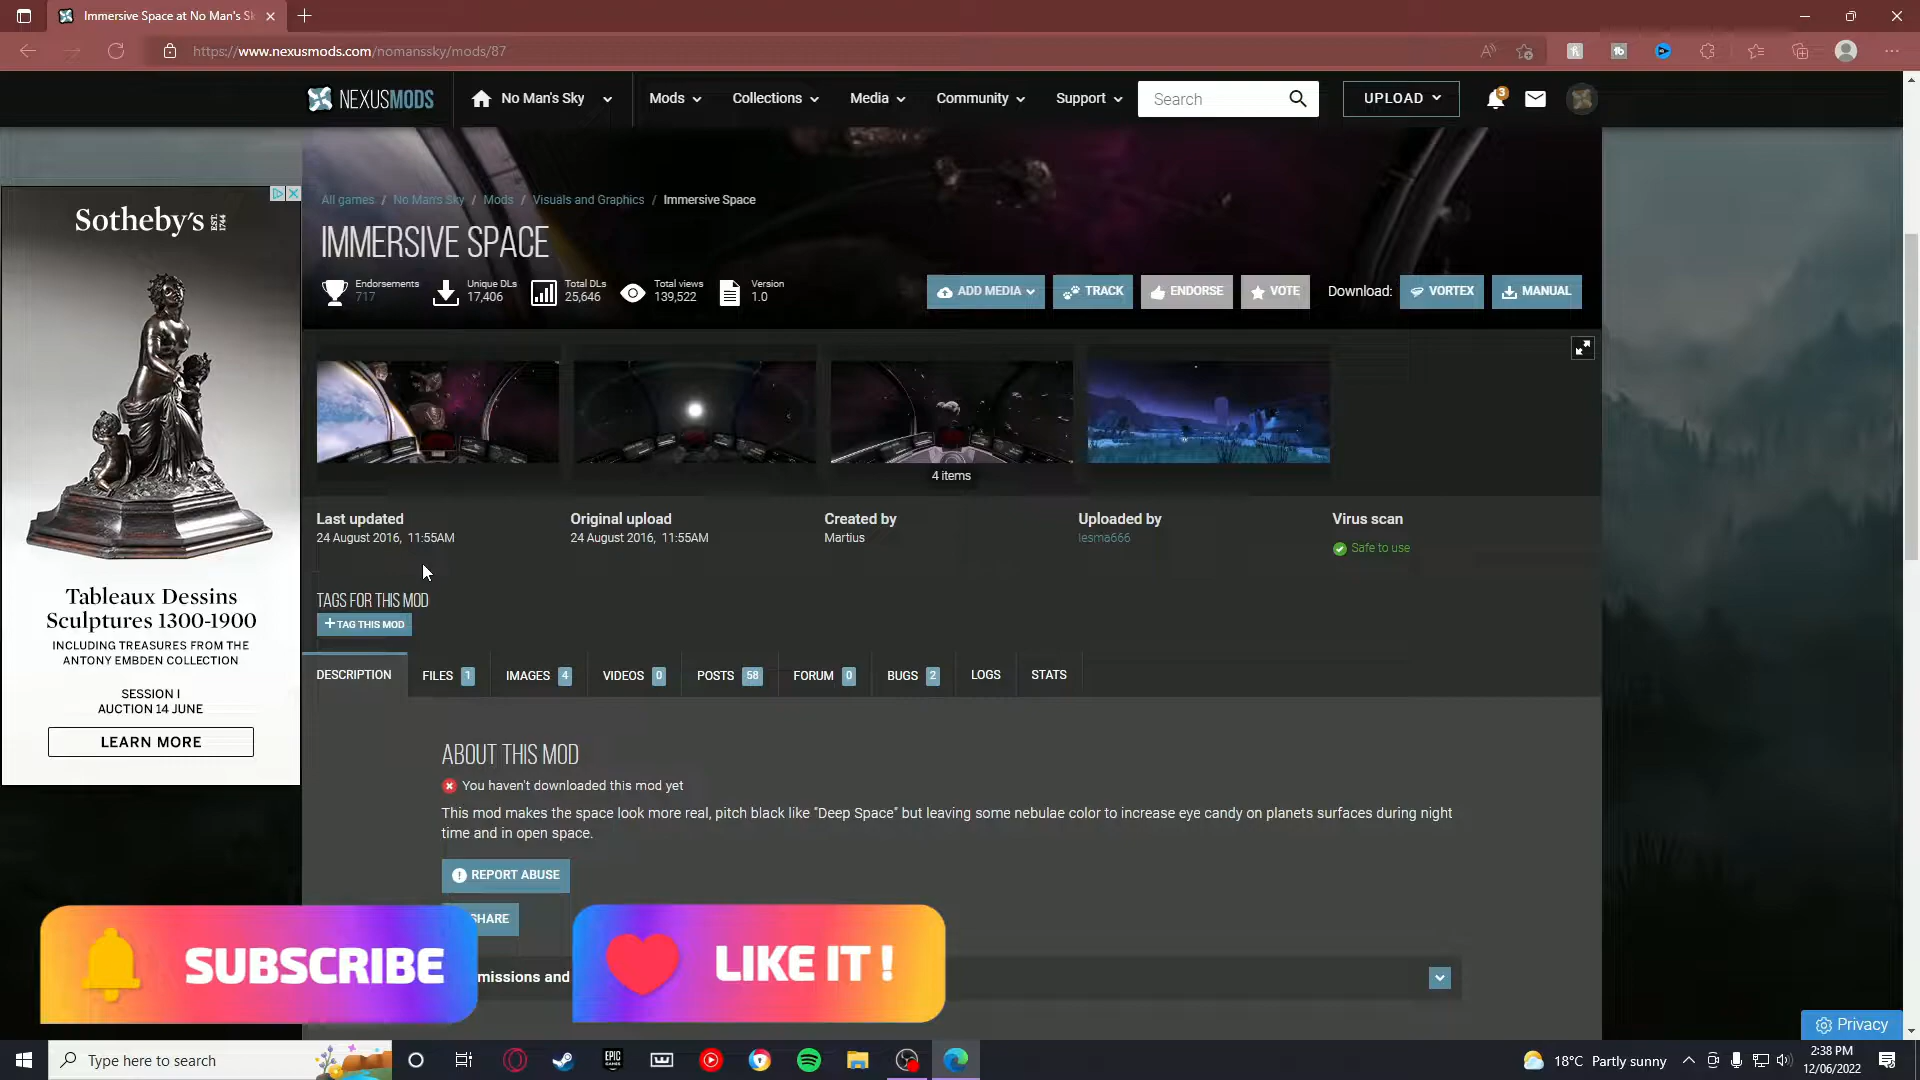 Immersive Space at No Man's Sk
https://www.nexusmods.com/nomanssky/mods/87
NEXUSMODS
No Man's Sky
Mods
Collections
Media
Community
Support
Search
UPLOAD
3
All games / No Man's Sky / Mods / Visuals and Graphics / Immersive Space
IMMERSIVE SPACE
Endorsements
717
Unique DLs
17,406
Total DLs
25,646
Total views
139,522
Version
1.0
ADD MEDIA
TRACK
ENDORSE
VOTE
Download:
VORTEX
MANUAL
4 items
Last updated
24 August 2016, 11:55AM
Original upload
24 August 2016, 11:55AM
Created by
Martius
Uploaded by
lesma666
Virus scan
Safe to use
TAGS FOR THIS MOD
+ TAG THIS MOD
DESCRIPTION
FILES 1
IMAGES 4
VIDEOS 0
POSTS 58
FORUM 0
BUGS 2
LOGS
STATS
ABOUT THIS MOD
You haven't downloaded this mod yet
This mod makes the space look more real, pitch black like "Deep Space" but leaving some nebulae color to increase eye candy on planets surfaces during night
time and in open space.
REPORT ABUSE
SHARE
missions and
Sotheby's EST. 1744
Tableaux Dessins
Sculptures 1300-1900
INCLUDING TREASURES FROM THE
ANTONY EMBDEN COLLECTION
SESSION I
AUCTION 14 JUNE
LEARN MORE
SUBSCRIBE
LIKE IT !
Privacy
Type here to search
EPIC
GAMES
18°C Partly sunny
2:38 PM
12/06/2022